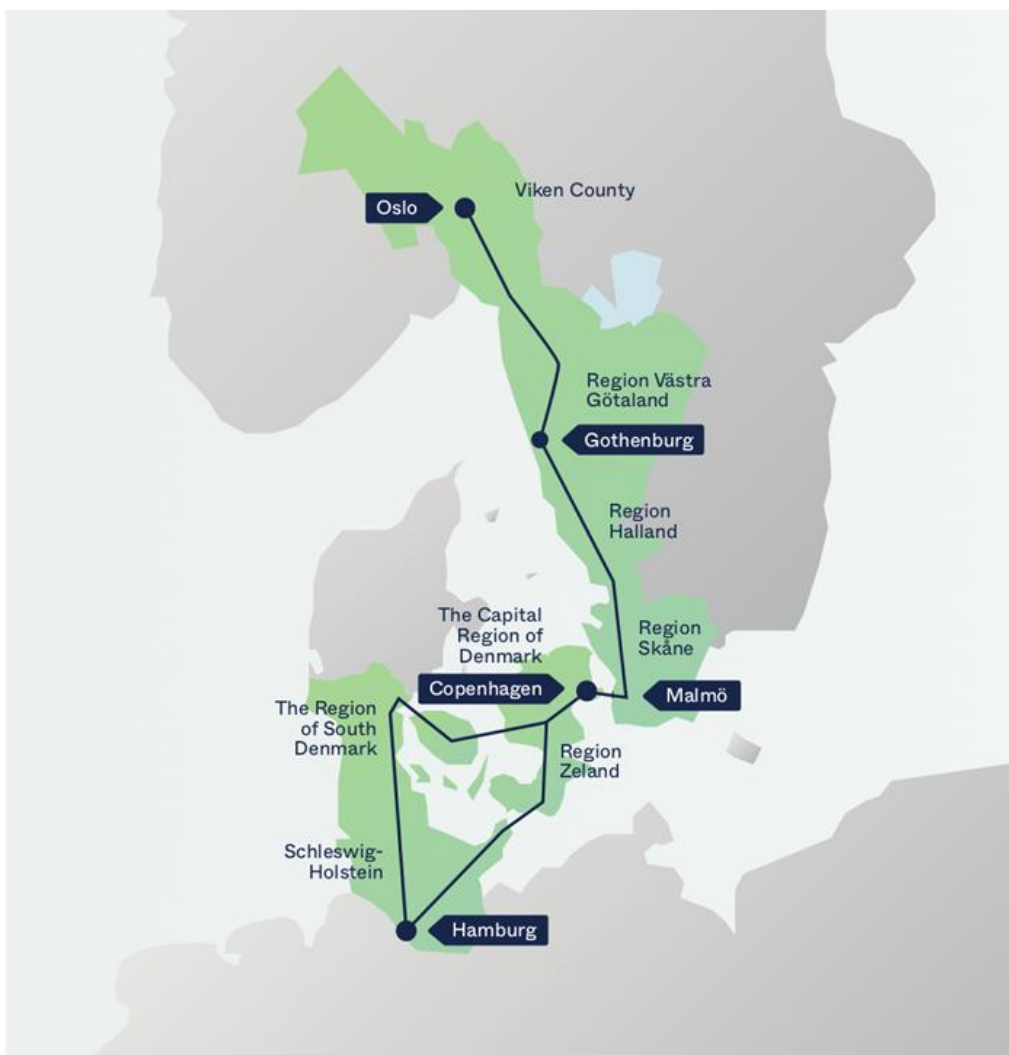 Viken County
Oslo
Region Västra
Götaland
Gothenburg
Region
Halland
The Capital
Region of
Denmark
Region
Skåne
Copenhagen
Malmö
The Region
of South
Denmark
Region
Zeland
Schleswig-
Holstein
Hamburg